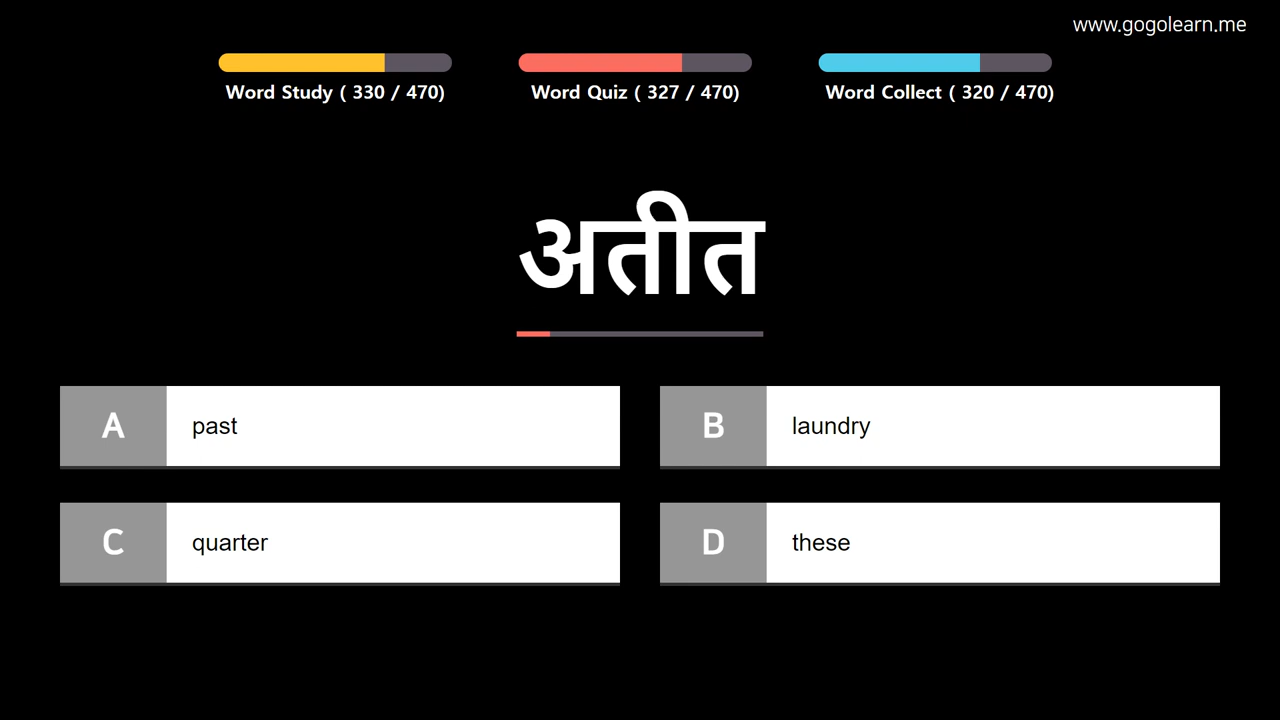 www.gogolearn.me
Word Study ( 330 / 470)
Word Quiz ( 327 / 470)
Word Collect ( 320 / 470)
अतीत
A past
B laundry
C quarter
D these